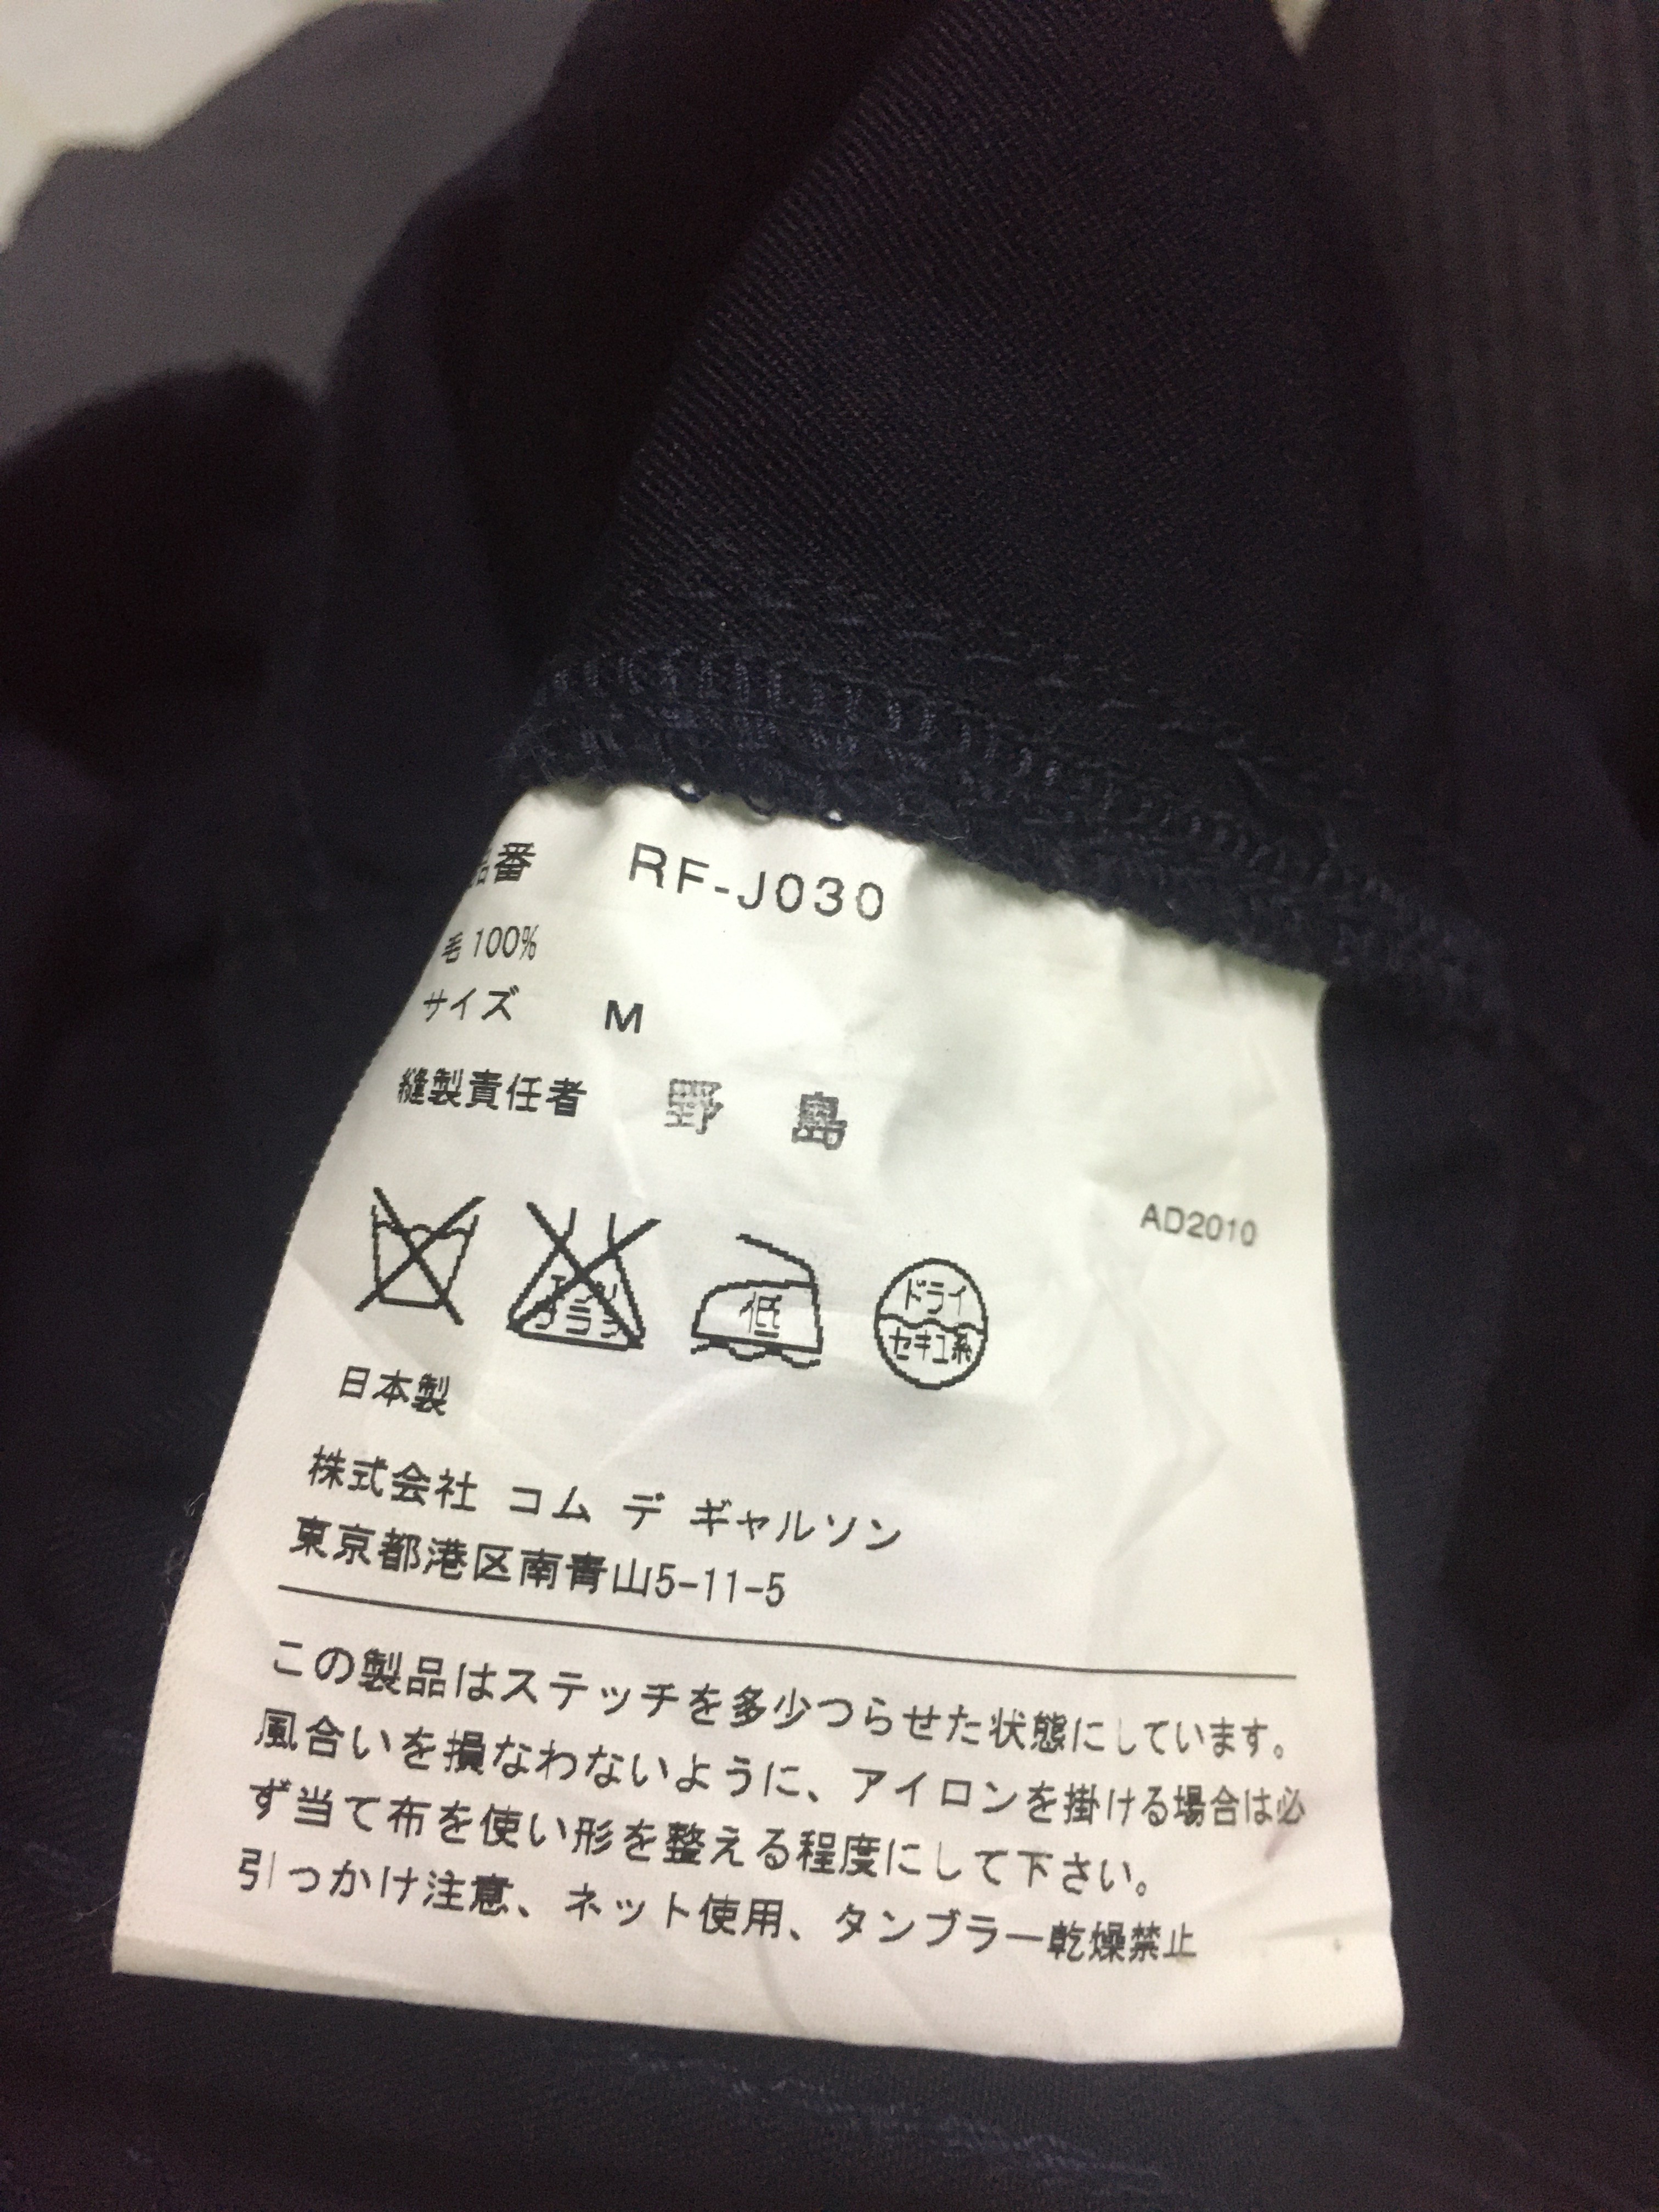 品番 RF-J030
毛 100%
サイズ M
縫製責任者 野島
AD2010
エンソサラシ
低
ドライ
セキユ系
日本製
株式会社 コム デ ギャルソン
東京都港区南青山5-11-5
この製品はステッチを多少つらせた状態にしています。
風合いを損なわないように、アイロンを掛ける場合は必
ず当て布を使い形を整える程度にして下さい。
引っかけ注意、ネット使用、タンブラー乾燥禁止